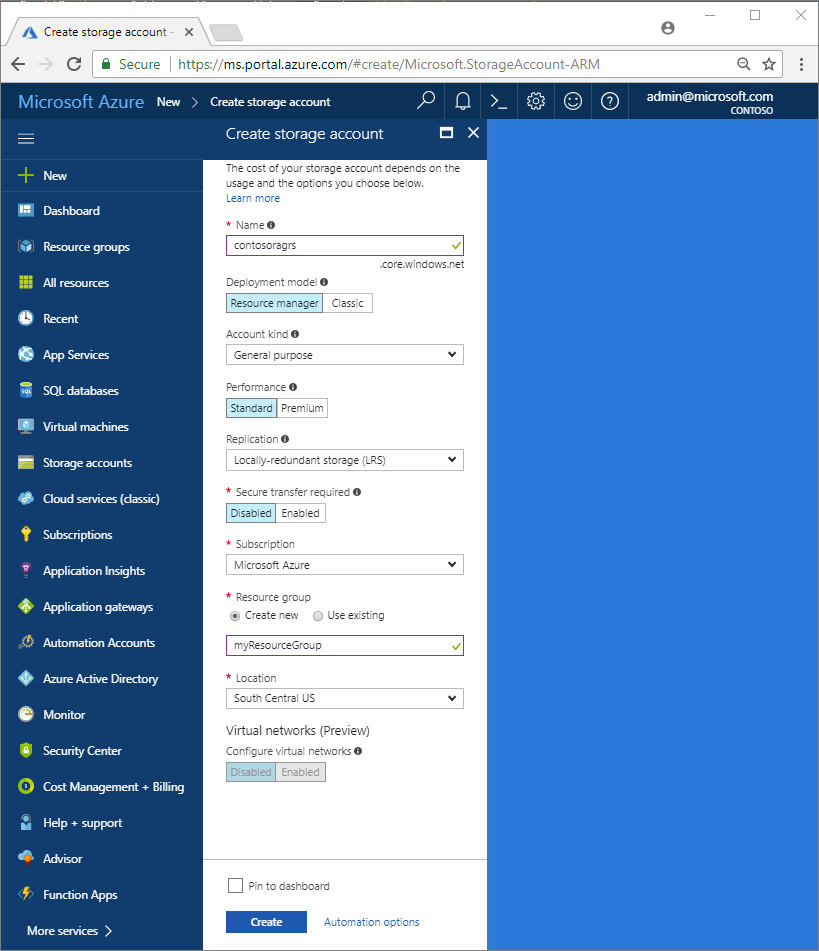 Create storage account -
Secure https://ms.portal.azure.com/#create/Microsoft.StorageAccount-ARM
Microsoft Azure New > Create storage account
admin@microsoft.com
CONTOSO
New
Dashboard
Resource groups
All resources
Recent
App Services
SQL databases
Virtual machines
Storage accounts
Cloud services (classic)
Subscriptions
Application Insights
Application gateways
Automation Accounts
Azure Active Directory
Monitor
Security Center
Cost Management + Billing
Help + support
Advisor
Function Apps
More services >
Create storage account
The cost of your storage account depends on the
usage and the options you choose below.
Learn more
* Name
contosoragrs
.core.windows.net
Deployment model
Resource manager Classic
Account kind
General purpose
Performance
Standard Premium
Replication
Locally-redundant storage (LRS)
* Secure transfer required
Disabled Enabled
* Subscription
Microsoft Azure
* Resource group
Create new Use existing
myResourceGroup
* Location
South Central US
Virtual networks (Preview)
Configure virtual networks
Disabled Enabled
Pin to dashboard
Create Automation options